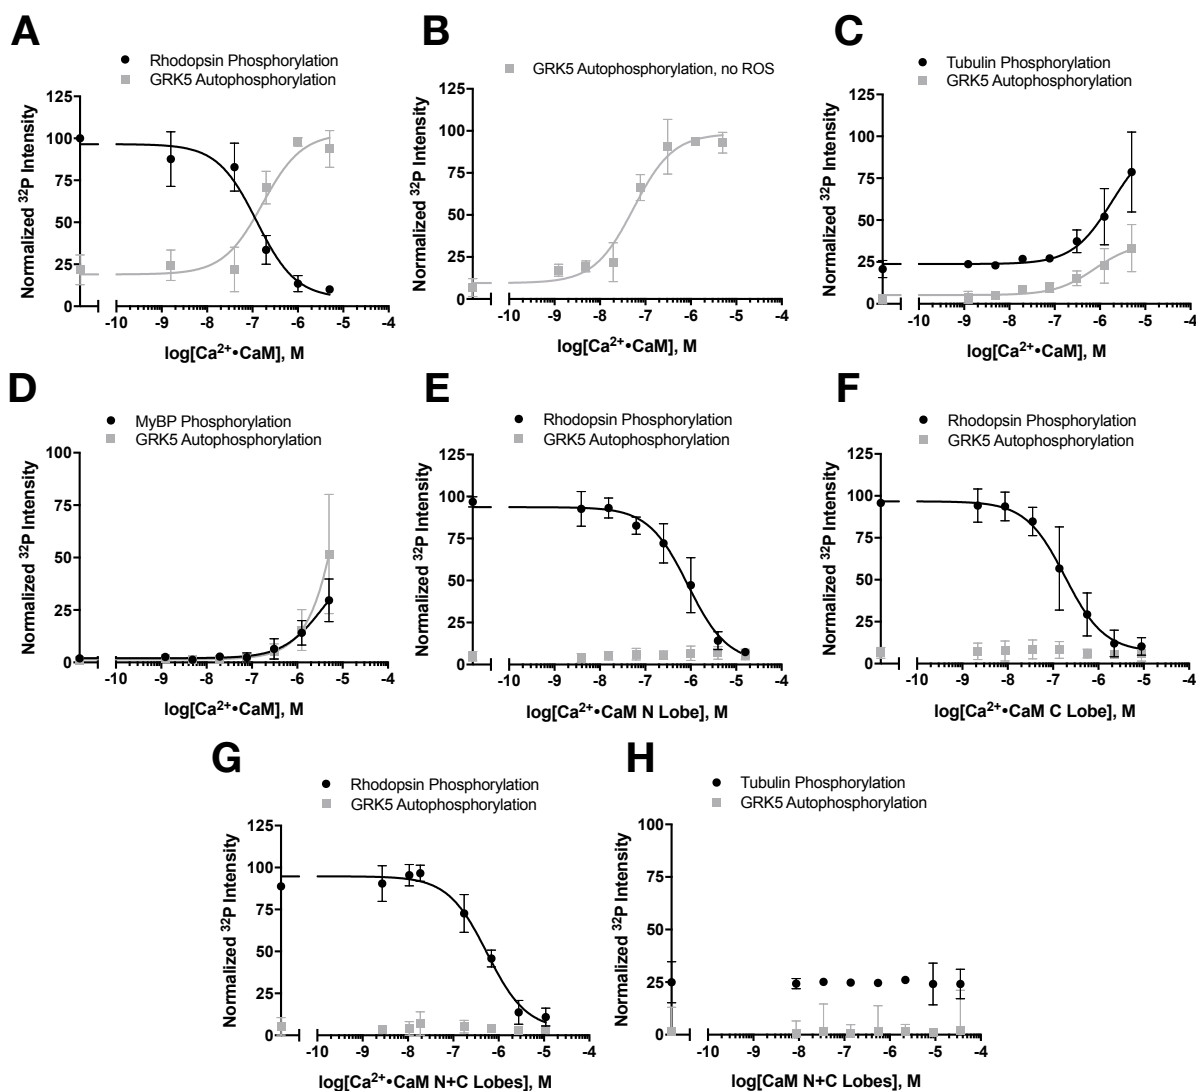 A
Rhodopsin Phosphorylation
GRK5 Autophosphorylation
Normalized ³²P Intensity
125
100
75
50
25
0
-10 -9 -8 -7 -6 -5 -4
log[Ca²⁺•CaM], M
B
GRK5 Autophosphorylation, no ROS
Normalized ³²P Intensity
125
100
75
50
25
0
-10 -9 -8 -7 -6 -5 -4
log[Ca²⁺•CaM], M
C
Tubulin Phosphorylation
GRK5 Autophosphorylation
Normalized ³²P Intensity
125
100
75
50
25
0
-10 -9 -8 -7 -6 -5 -4
log[Ca²⁺•CaM], M
D
MyBP Phosphorylation
GRK5 Autophosphorylation
Normalized ³²P Intensity
100
75
50
25
0
-10 -9 -8 -7 -6 -5 -4
log[Ca²⁺•CaM], M
E
Rhodopsin Phosphorylation
GRK5 Autophosphorylation
Normalized ³²P Intensity
125
100
75
50
25
0
-10 -9 -8 -7 -6 -5 -4
log[Ca²⁺•CaM N Lobe], M
F
Rhodopsin Phosphorylation
GRK5 Autophosphorylation
Normalized ³²P Intensity
125
100
75
50
25
0
-10 -9 -8 -7 -6 -5 -4
log[Ca²⁺•CaM C Lobe], M
G
Rhodopsin Phosphorylation
GRK5 Autophosphorylation
Normalized ³²P Intensity
125
100
75
50
25
0
-10 -9 -8 -7 -6 -5 -4
log[Ca²⁺•CaM N+C Lobes], M
H
Tubulin Phosphorylation
GRK5 Autophosphorylation
Normalized ³²P Intensity
100
75
50
25
0
-10 -9 -8 -7 -6 -5 -4
log[CaM N+C Lobes], M